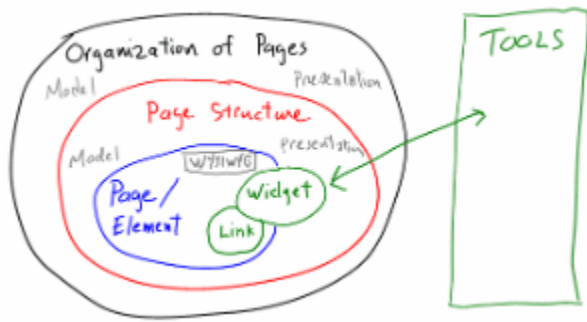 Organization of Pages
Model
Presentation
Page Structure
Model
Presentation
WYSIWYG
Page/
Element
Widget
Link
TOOLS